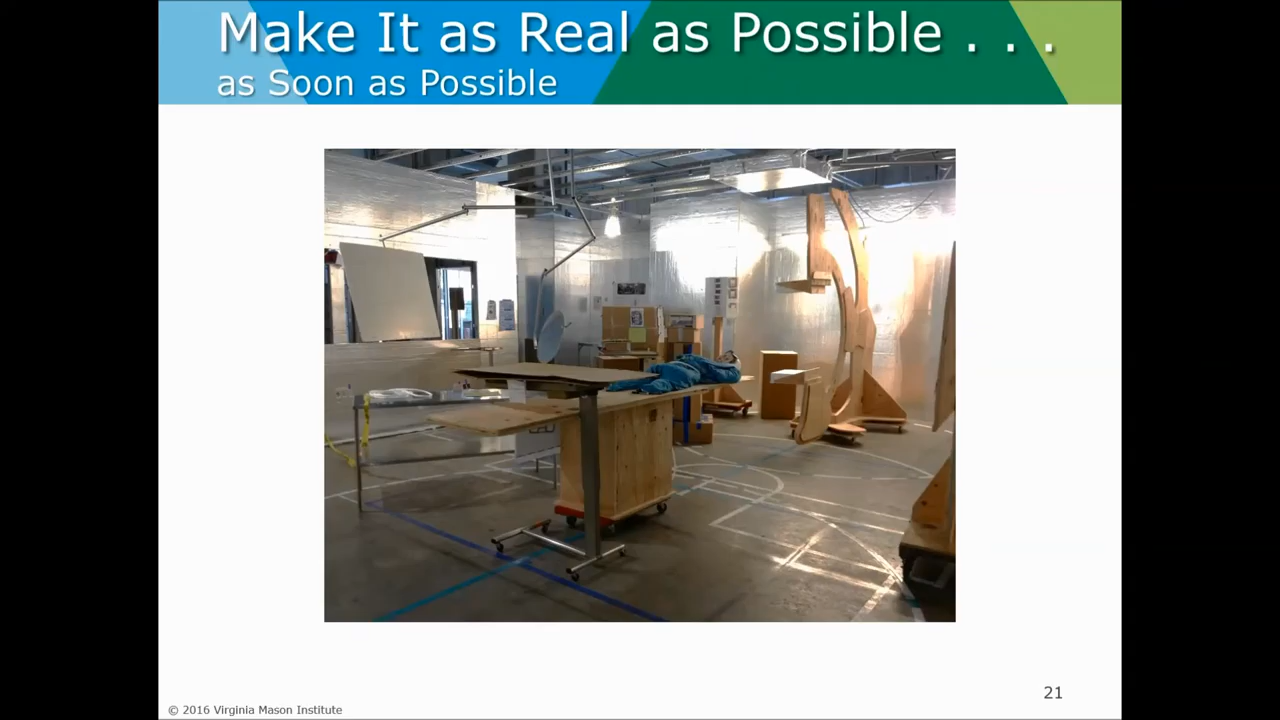 Make It as Real as Possible . . .
as Soon as Possible
21
© 2016 Virginia Mason Institute